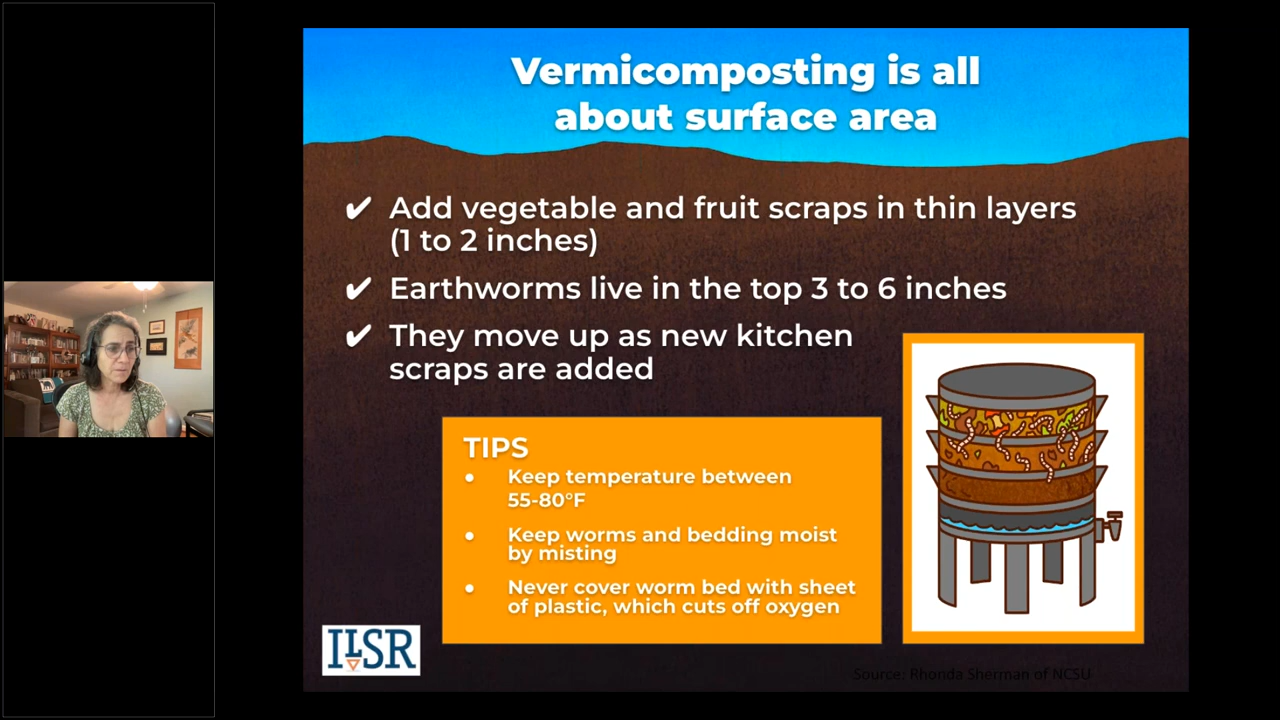 Vermicomposting is all
about surface area
✔ Add vegetable and fruit scraps in thin layers
(1 to 2 inches)
✔ Earthworms live in the top 3 to 6 inches
✔ They move up as new kitchen
scraps are added
TIPS
● Keep temperature between
55-80°F
● Keep worms and bedding moist
by misting
● Never cover worm bed with sheet
of plastic, which cuts off oxygen
ILSR
Source: Rhonda Sherman of NCSU